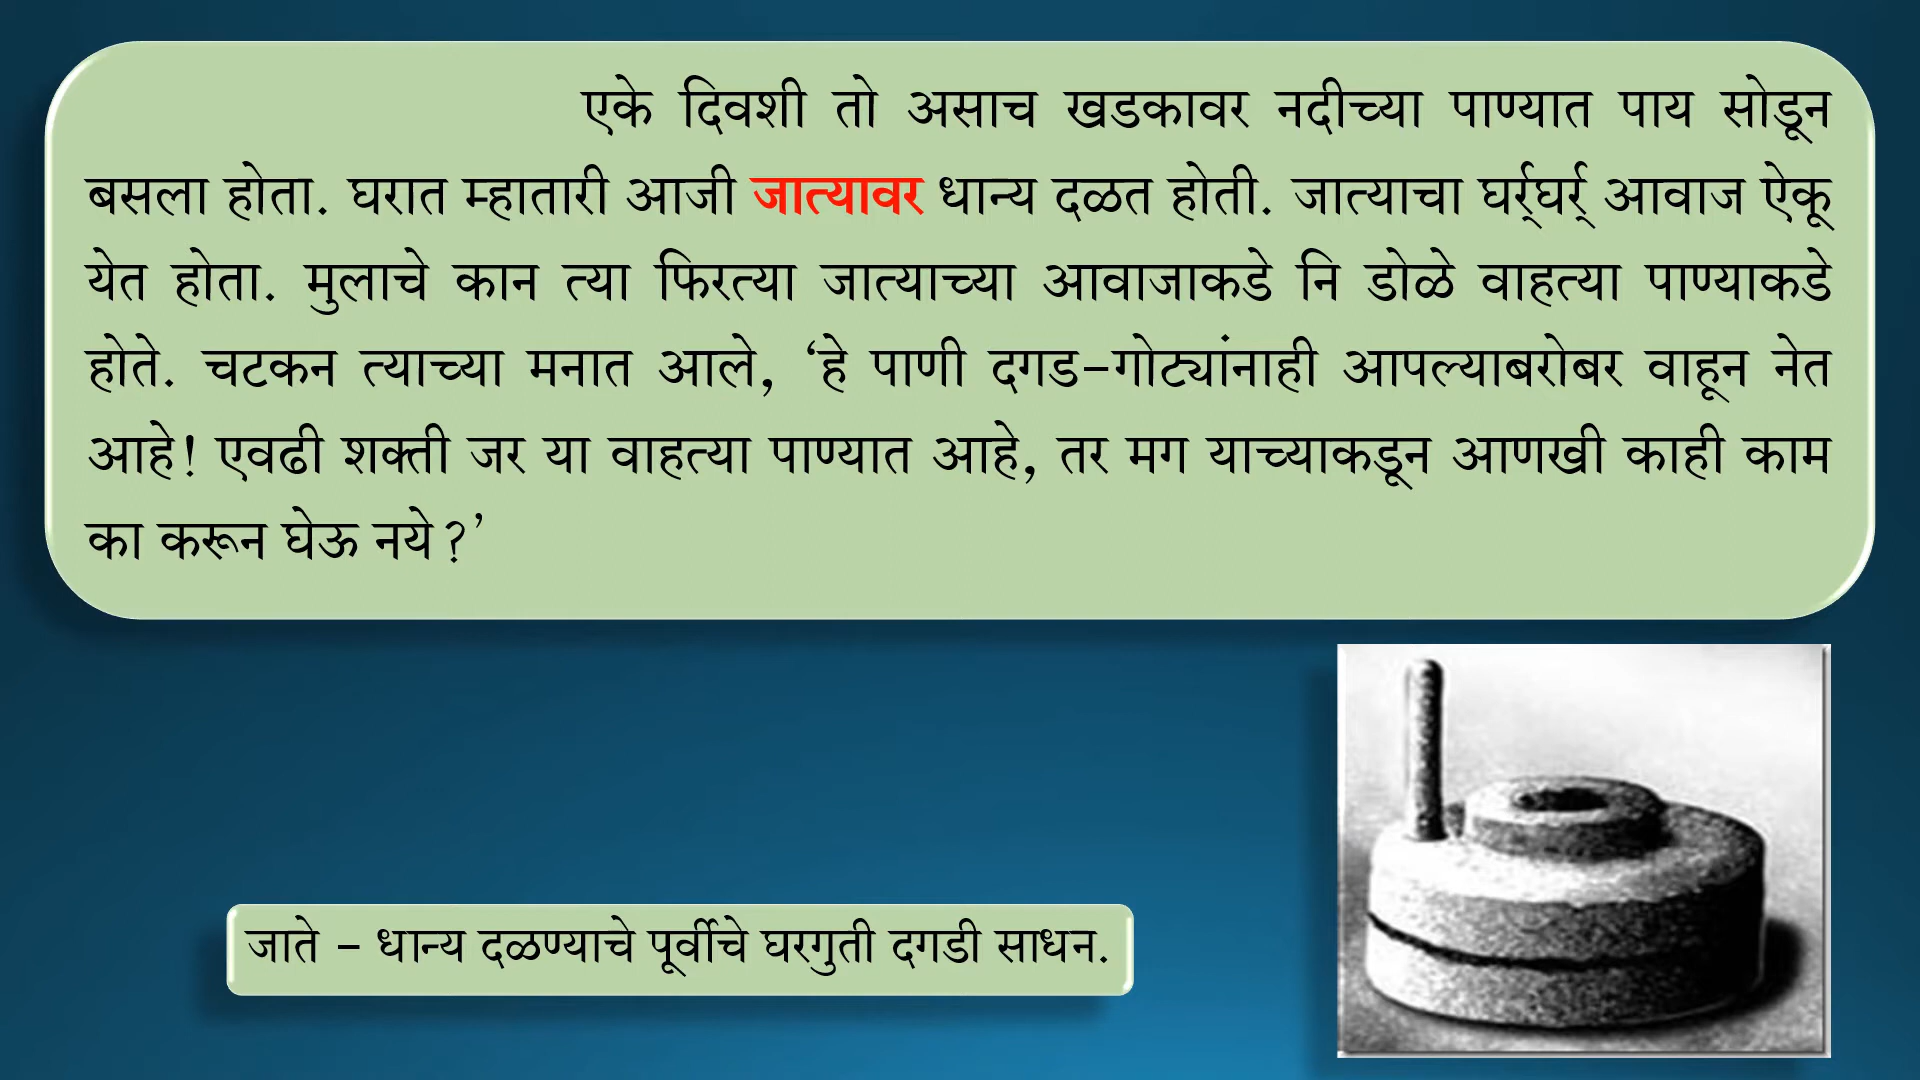 एके दिवशी तो असाच खडकावर नदीच्या पाण्यात पाय सोडून
बसला होता. घरात म्हातारी आजी जात्यावर धान्य दळत होती. जात्याचा घर्र्घर्र् आवाज ऐकू
येत होता. मुलाचे कान त्या फिरत्या जात्याच्या आवाजाकडे नि डोळे वाहत्या पाण्याकडे
होते. चटकन त्याच्या मनात आले, ‘हे पाणी दगड-गोट्यांनाही आपल्याबरोबर वाहून नेत
आहे! एवढी शक्ती जर या वाहत्या पाण्यात आहे, तर मग याच्याकडून आणखी काही काम
का करून घेऊ नये?’
जाते - धान्य दळण्याचे पूर्वीचे घरगुती दगडी साधन.